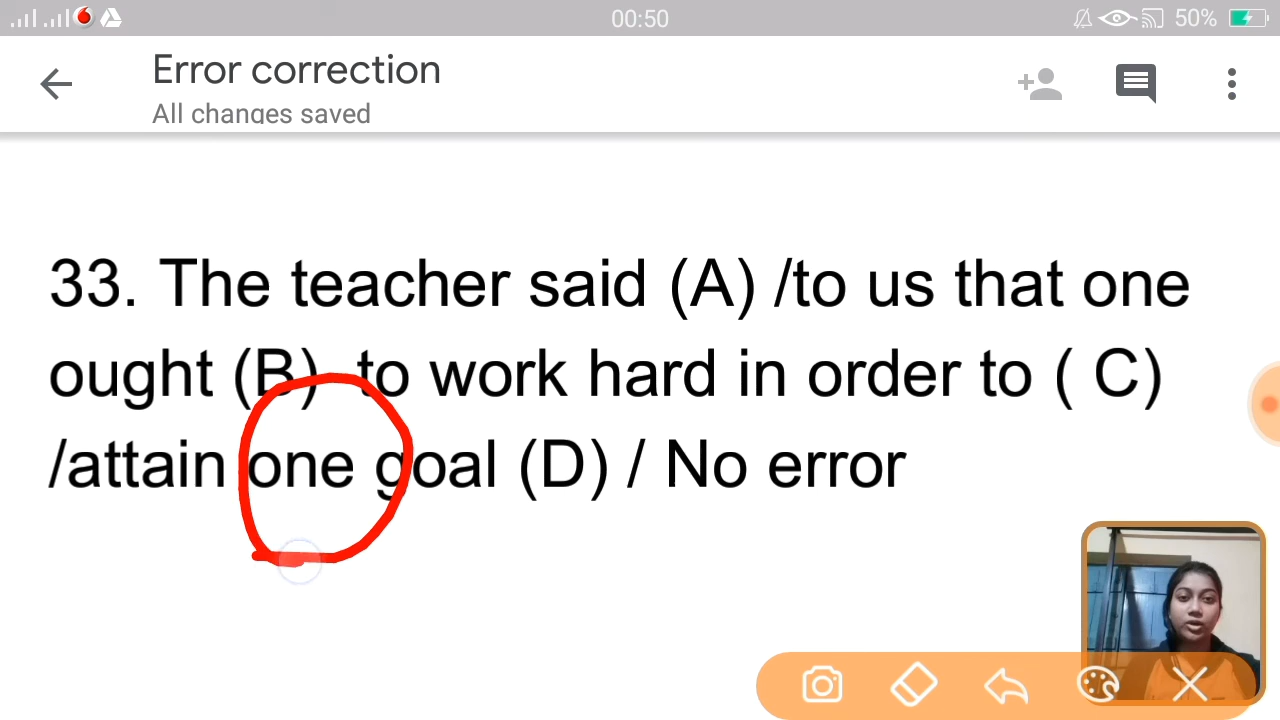 00:50
50%
Error correction
All changes saved
33. The teacher said (A) /to us that one
ought (B) to work hard in order to ( C)
/attain one goal (D) / No error